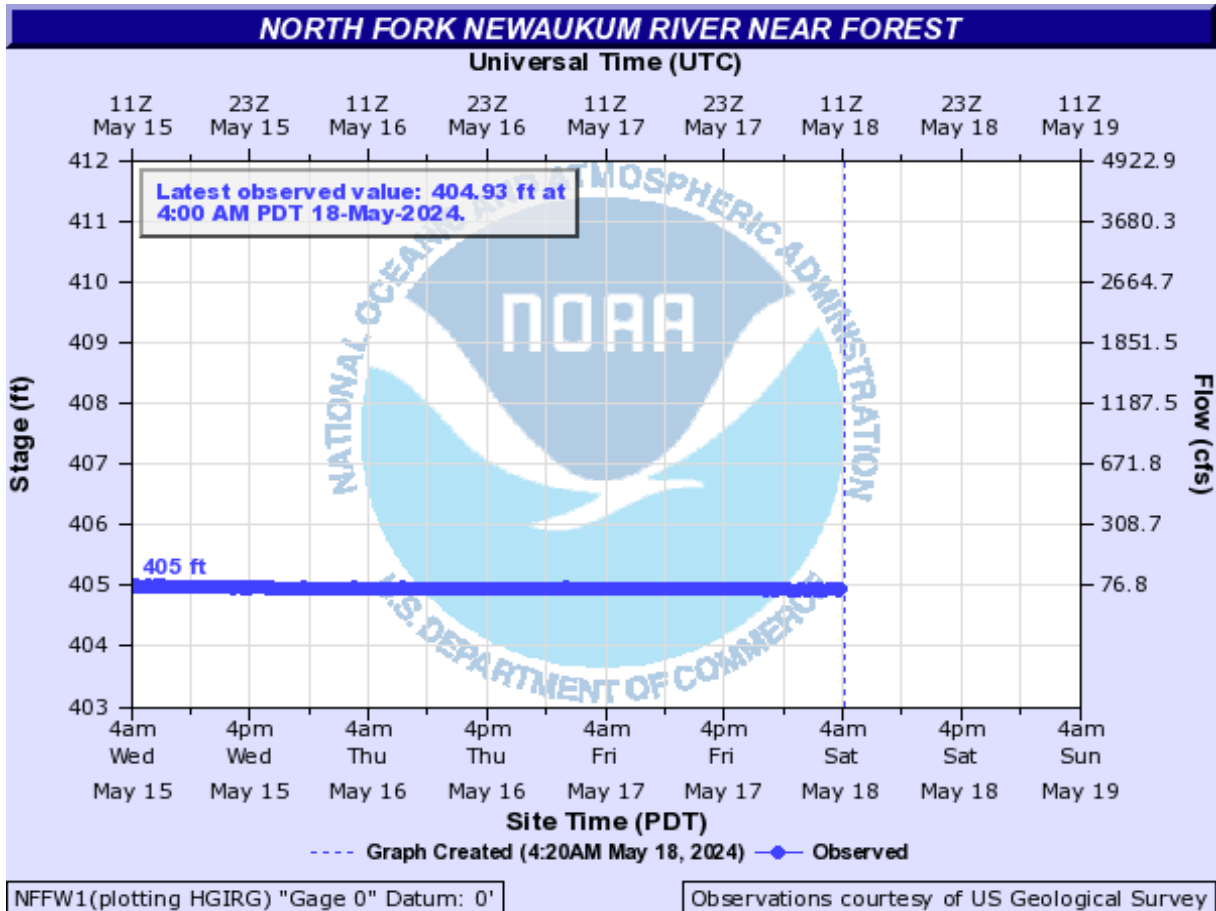 NORTH FORK NEWAUKUM RIVER NEAR FOREST
Universal Time (UTC)
11Z 23Z 11Z 23Z 11Z 23Z 11Z 23Z 11Z
May 15 May 15 May 16 May 16 May 17 May 17 May 18 May 18 May 19
Latest observed value: 404.93 ft at
4:00 AM PDT 18-May-2024.
NATIONAL OCEANIC AND ATMOSPHERIC ADMINISTRATION
NOAA
U.S. DEPARTMENT OF COMMERCE
Stage (ft)
412
411
410
409
408
407
406
405
404
403
405 ft
4922.9
3680.3
2664.7
1851.5
1187.5
671.8
308.7
76.8
Flow (cfs)
4am 4pm 4am 4pm 4am 4pm 4am 4pm 4am
Wed Wed Thu Thu Fri Fri Sat Sat Sun
May 15 May 15 May 16 May 16 May 17 May 17 May 18 May 18 May 19
Site Time (PDT)
Graph Created (4:20AM May 18, 2024) Observed
NFFW1(plotting HGIRG) "Gage 0" Datum: 0'
Observations courtesy of US Geological Survey